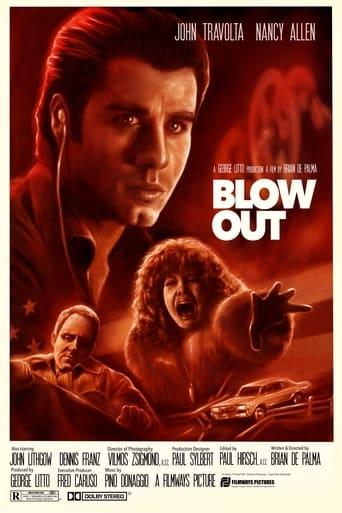 JOHN TRAVOLTA NANCY ALLEN
A GEORGE LITTO PRODUCTION A FILM BY BRIAN DE PALMA
BLOW
OUT
Also starring
JOHN LITHGOW DENNIS FRANZ
Director of Photography
VILMOS ZSIGMOND, A.S.C.
Production Designer
PAUL SYLBERT
Edited by
PAUL HIRSCH, A.C.E.
Written & Directed by
BRIAN DE PALMA
Produced by
GEORGE LITTO
Executive Producer
FRED CARUSO
Music by
PINO DONAGGIO
A FILMWAYS PICTURE
FILMWAYS PICTURES
R
RESTRICTED
DOLBY STEREO